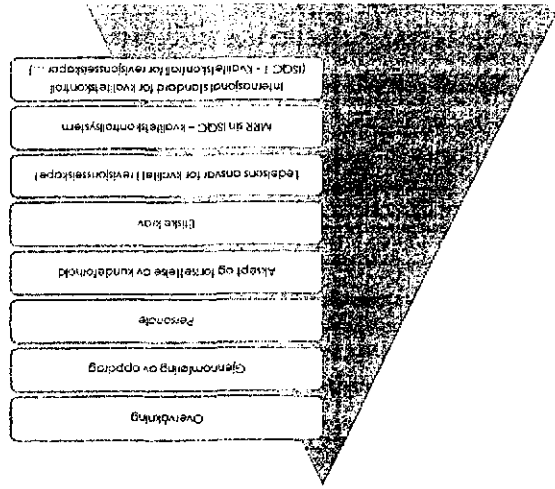 Overvåkning
Gjennomføring av oppdrag
Personale
Aksept og fortsettelse av kundeforhold
Etiske krav
Ledelsens ansvar for kvalitet i revisjonsselskapet
MRR sin ISQC – kvalitetskontrollsystem
Internasjonal standard for kvalitetskontroll
(ISQC 1 - Kvalitetskontroll for revisjonsselskaper ...)